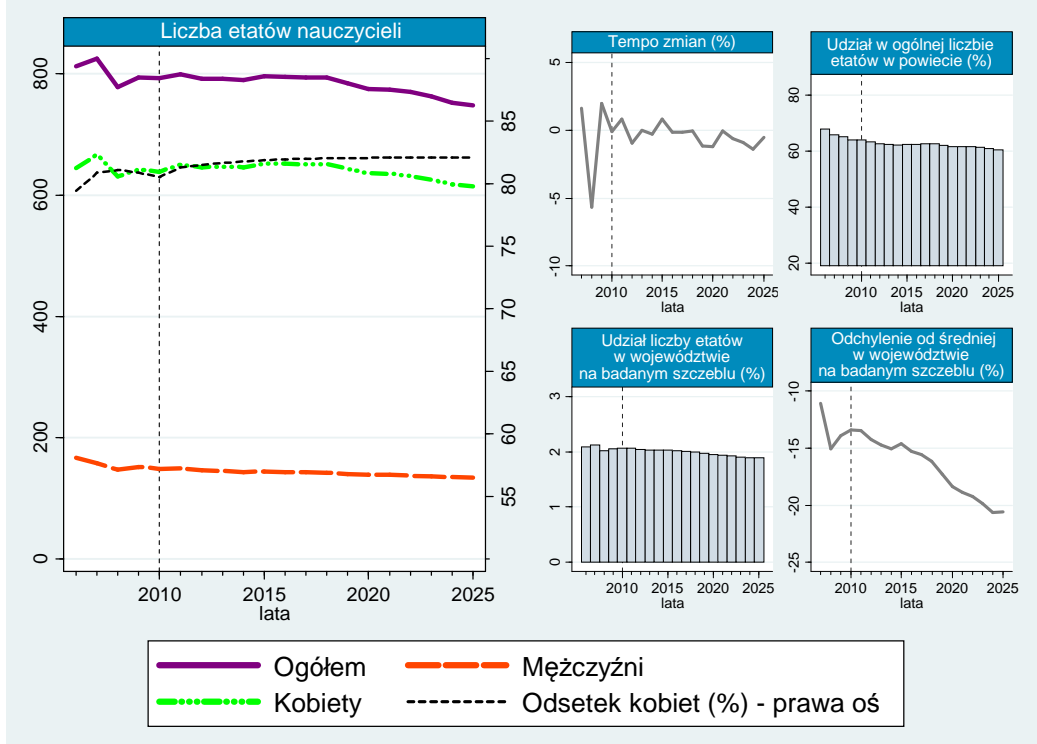 Liczba etatów nauczycieli
800
600
400
200
0
85
80
75
85
70
65
60
55
2010
2015
2020
2025
lata
Tempo zmian (%)
5
0
-5
-10
2010
2015
2020
2025
lata
Udział w ogólnej liczbie
etatów w powiecie (%)
80
60
40
20
2010
2015
2020
2025
lata
Udział liczby etatów
w województwie
na badanym szczeblu (%)
3
2
1
0
2010
2015
2020
2025
lata
Odchylenie od średniej
w województwie
na badanym szczeblu (%)
-10
-15
-20
-25
2010
2015
2020
2025
lata
Ogółem
Mężczyźni
Kobiety
Odsetek kobiet (%) - prawa oś